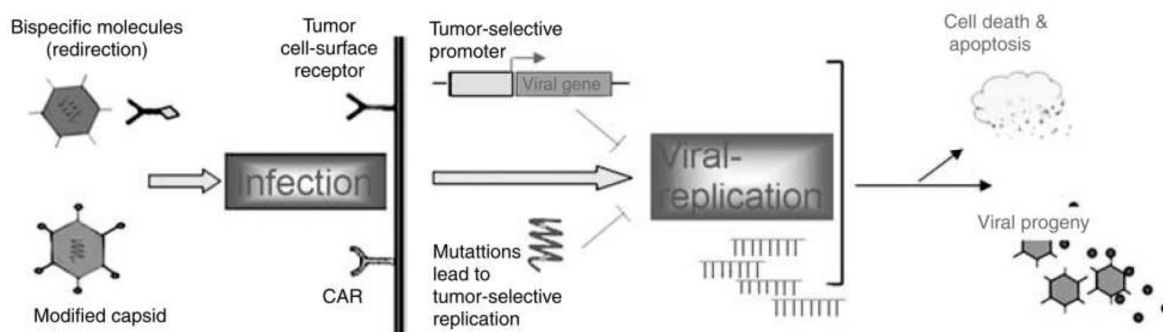 Bispecific molecules
(redirection)
Modified capsid
Infection
Tumor
cell-surface
receptor
CAR
Tumor-selective
promoter
Viral gene
Mutattions
lead to
tumor-selective
replication
Viral-
replication
Cell death &
apoptosis
Viral progeny